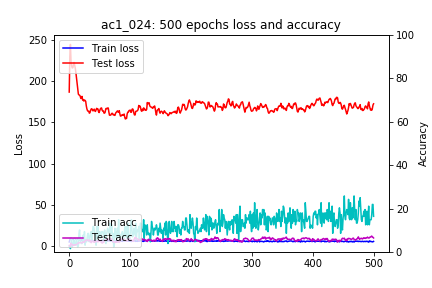 ac1_024: 500 epochs loss and accuracy
250
200
150
100
50
0
Loss
Train loss
Test loss
Train acc
Test acc
100
80
60
40
20
0
Accuracy
0
100
200
300
400
500